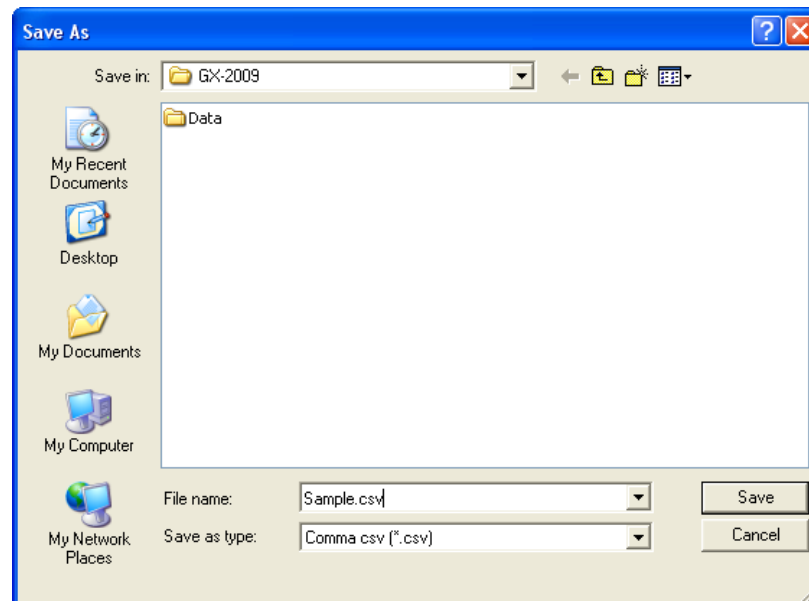 Save As
Save in: GX-2009
Data
My Recent
Documents
Desktop
My Documents
My Computer
My Network
Places
File name: Sample.csv Save
Save as type: Comma csv (*.csv) Cancel